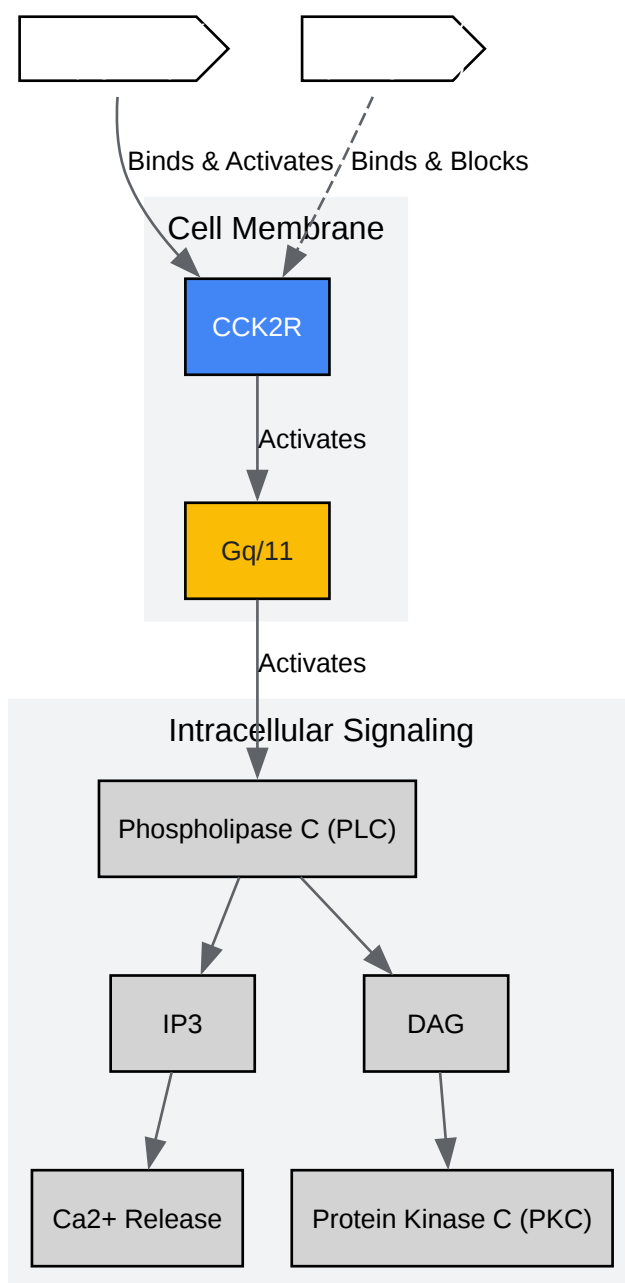 Binds & Activates
Binds & Blocks
Cell Membrane
CCK2R
Activates
Gq/11
Activates
Intracellular Signaling
Phospholipase C (PLC)
IP3
DAG
Ca2+ Release
Protein Kinase C (PKC)